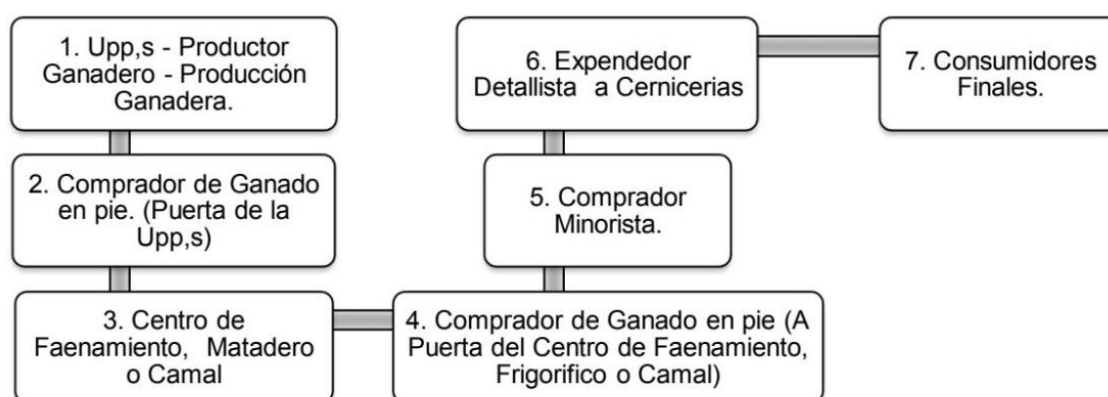 1. Upp,s - Productor
Ganadero - Producción
Ganadera.
2. Comprador de Ganado
en pie. (Puerta de la
Upp,s)
3. Centro de
Faenamiento, Matadero
o Camal
4. Comprador de Ganado en pie (A
Puerta del Centro de Faenamiento,
Frigorifico o Camal)
5. Comprador
Minorista.
6. Expendedor
Detallista a Cernicerias
7. Consumidores
Finales.